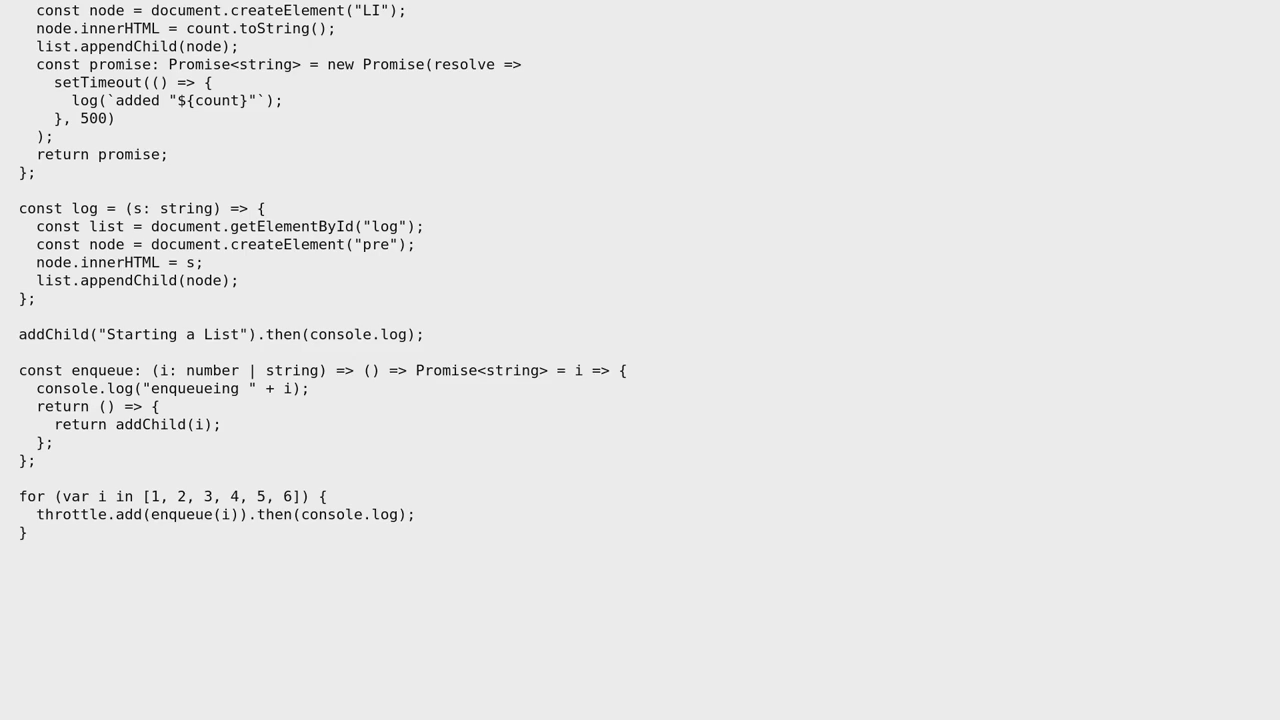 const node = document.createElement("LI");
node.innerHTML = count.toString();
list.appendChild(node);
const promise: Promise<string> = new Promise(resolve =>
setTimeout(() => {
log(`added "${count}"`);
}, 500)
);
return promise;
};
const log = (s: string) => {
const list = document.getElementById("log");
const node = document.createElement("pre");
node.innerHTML = s;
list.appendChild(node);
};
addChild("Starting a List").then(console.log);
const enqueue: (i: number | string) => () => Promise<string> = i => {
console.log("enqueueing " + i);
return () => {
return addChild(i);
};
};
for (var i in [1, 2, 3, 4, 5, 6]) {
throttle.add(enqueue(i)).then(console.log);
}